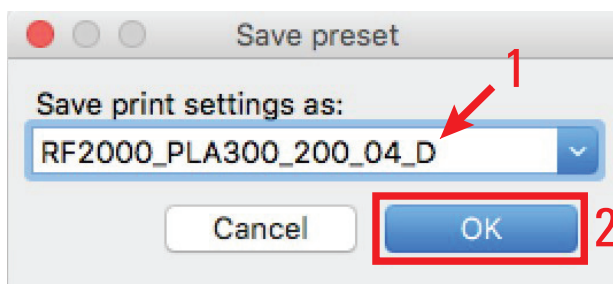 Save preset
1
Save print settings as:
RF2000_PLA300_200_04_D
Cancel
OK
2